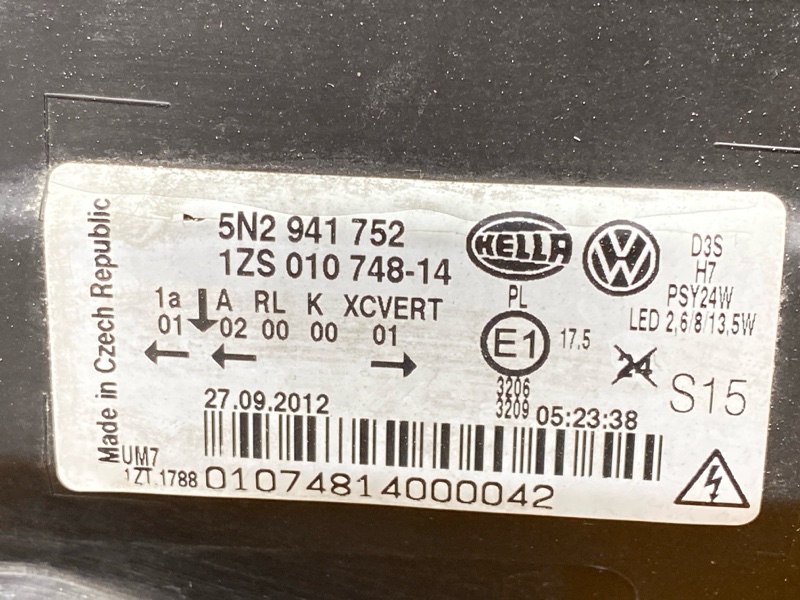 Made in Czech Republic
5N2 941 752
1ZS 010 748-14
HELLA
VW
D3S
H7
PSY24W
LED 2,6/8/13,5W
1a A RL K XCVERT
01 02 00 00 01
PL
E1 17,5
3206
3209
24
S15
27.09.2012
05:23:38
UM7
1ZT.1788
01074814000042